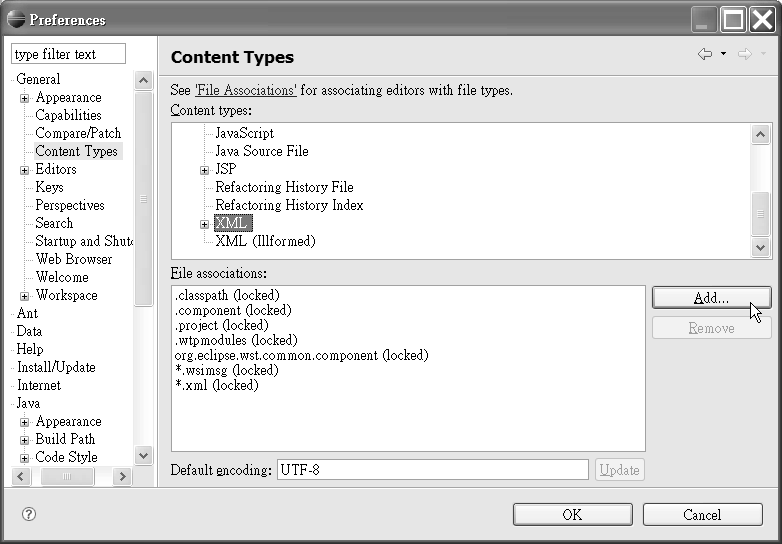 Preferences
type filter text
General
Appearance
Capabilities
Compare/Patch
Content Types
Editors
Keys
Perspectives
Search
Startup and Shutc
Web Browser
Welcome
Workspace
Ant
Data
Help
Install/Update
Internet
Java
Appearance
Build Path
Code Style
Content Types
See 'File Associations' for associating editors with file types.
Content types:
JavaScript
Java Source File
JSP
Refactoring History File
Refactoring History Index
XML
XML (Illformed)
File associations:
.classpath (locked)
.component (locked)
.project (locked)
.wtpmodules (locked)
org.eclipse.wst.common.component (locked)
*.wsimsg (locked)
*.xml (locked)
Add...
Remove
Default encoding: UTF-8 Update
OK Cancel